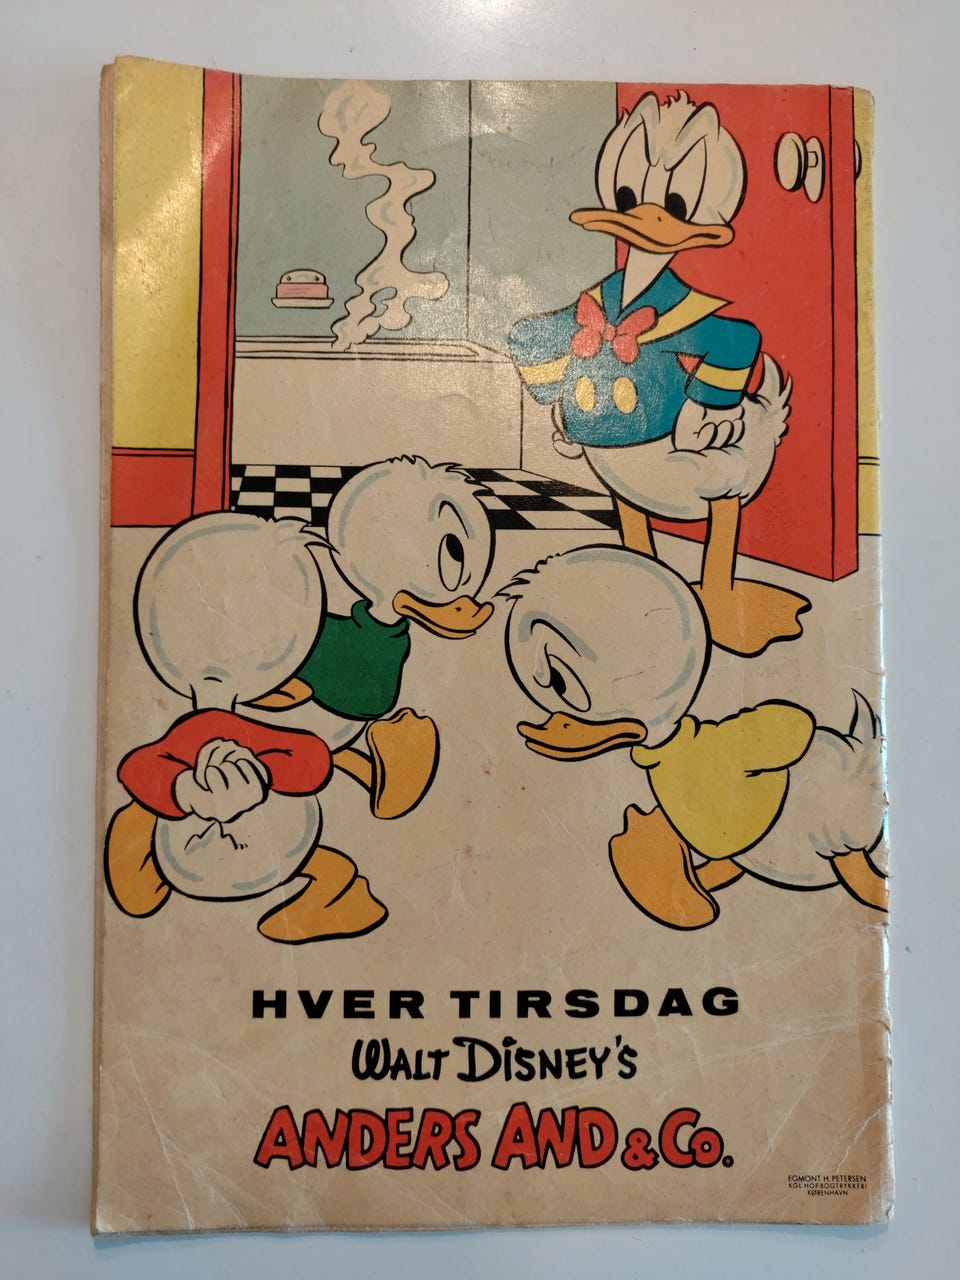 HVER TIRSDAG
WALT DISNEY'S
ANDERS AND & CO.
EGMONT H. PETERSEN
KGL. HOF-BOGTRYKKERI
KØBENHAVN